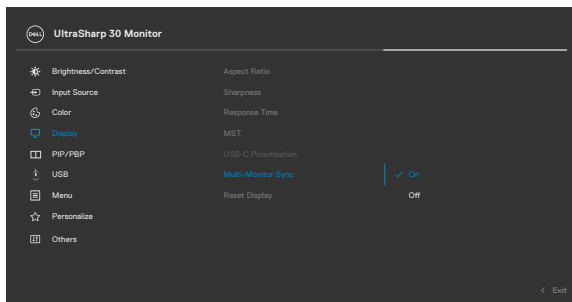 DELL UltraSharp 30 Monitor
Brightness/Contrast Aspect Ratio
Input Source Sharpness
Color Response Time
Display MST
PIP/PBP USB-C Prioritization
USB Multi-Monitor Sync On
Menu Reset Display Off
Personalize
Others
Exit